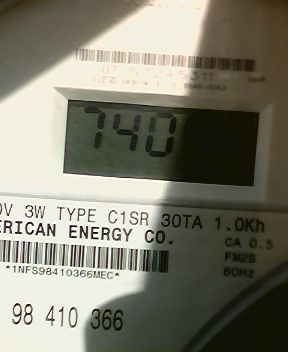 740
0V 3W TYPE C1SR 30TA 1.0Kh
ERICAN ENERGY CO.
CA 0.5
FM2S
60Hz
*1NFS98410366MEC*
98 410 366